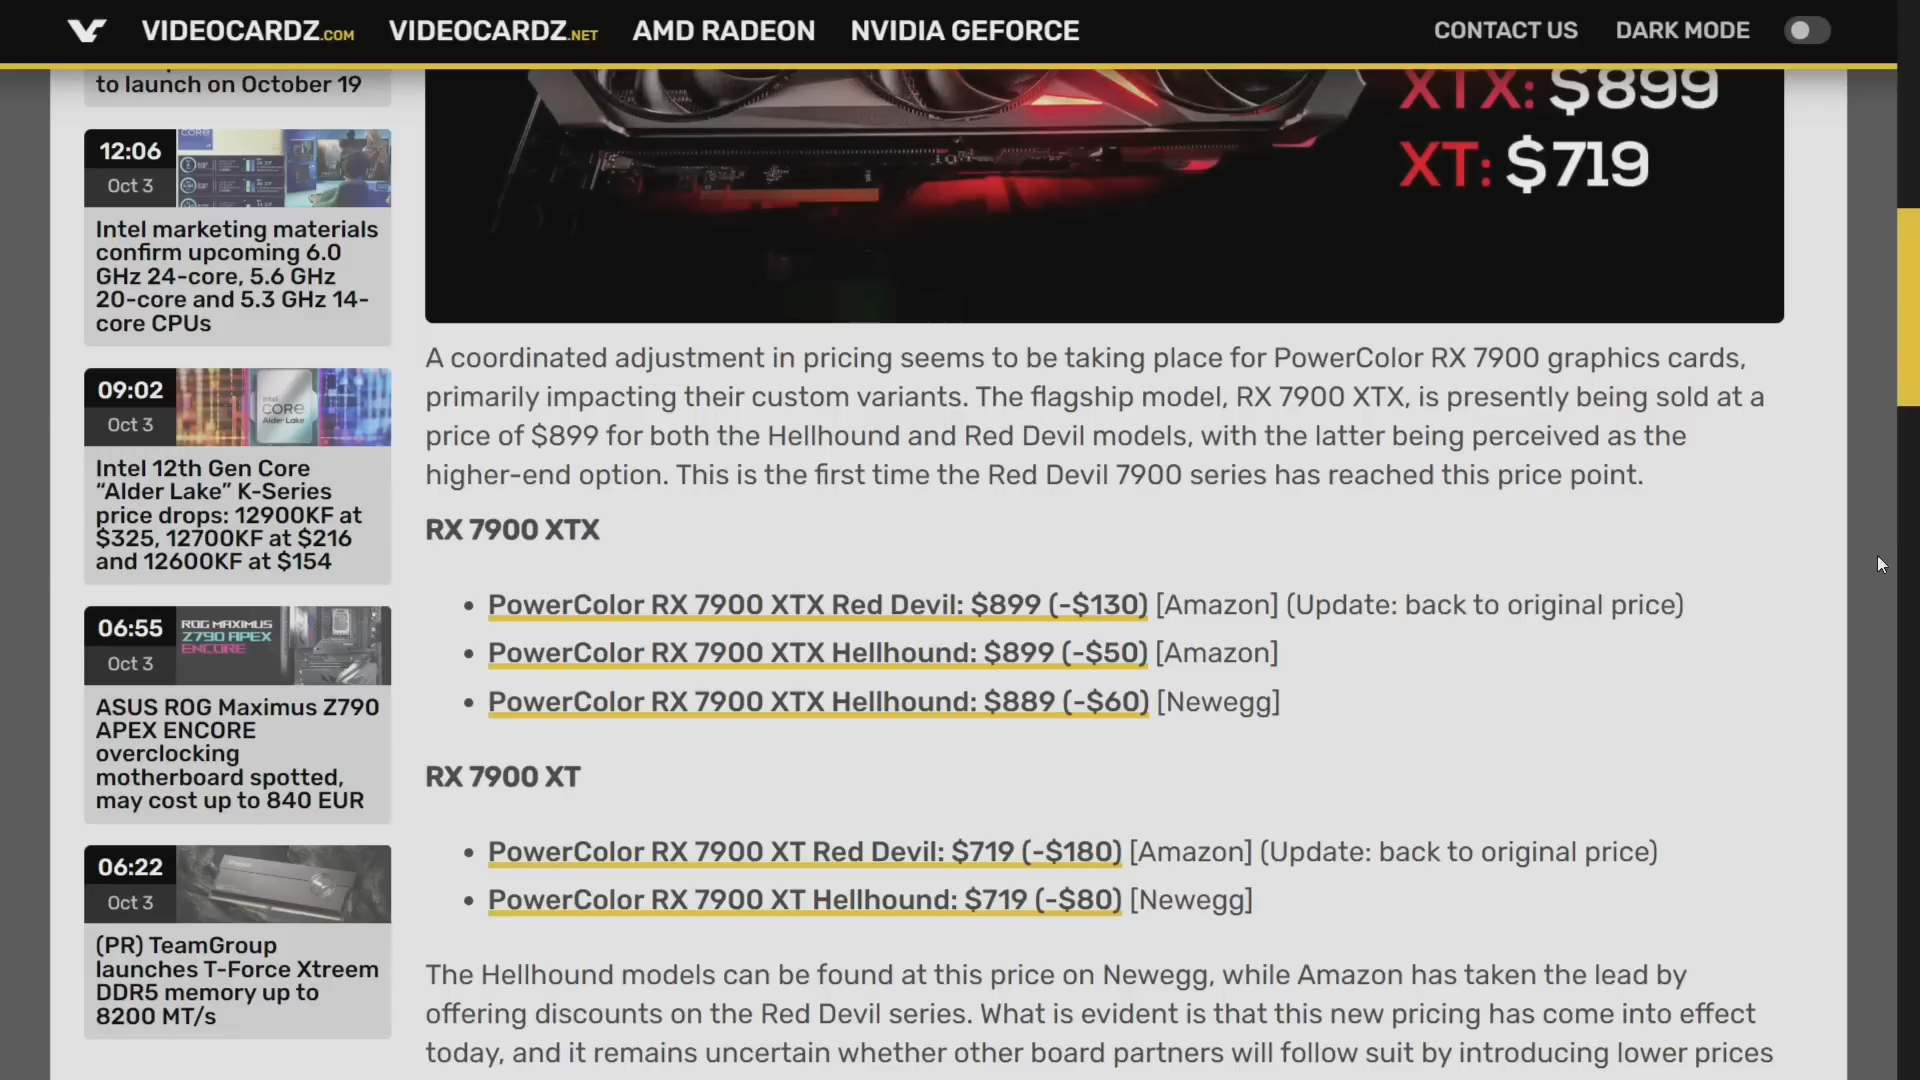 VIDEOCARDZ.COM VIDEOCARDZ.NET AMD RADEON NVIDIA GEFORCE CONTACT US DARK MODE
to launch on October 19
12:06
Oct 3
Intel marketing materials
confirm upcoming 6.0
GHz 24-core, 5.6 GHz
20-core and 5.3 GHz 14-
core CPUs
09:02
Oct 3
intel
CORE
Alder Lake
Intel 12th Gen Core
“Alder Lake” K-Series
price drops: 12900KF at
$325, 12700KF at $216
and 12600KF at $154
06:55
Oct 3
ROG MAXIMUS
Z790 APEX
ENCORE
ASUS ROG Maximus Z790
APEX ENCORE
overclocking
motherboard spotted,
may cost up to 840 EUR
06:22
Oct 3
(PR) TeamGroup
launches T-Force Xtreem
DDR5 memory up to
8200 MT/s
XTX: $899
XT: $719
A coordinated adjustment in pricing seems to be taking place for PowerColor RX 7900 graphics cards,
primarily impacting their custom variants. The flagship model, RX 7900 XTX, is presently being sold at a
price of $899 for both the Hellhound and Red Devil models, with the latter being perceived as the
higher-end option. This is the first time the Red Devil 7900 series has reached this price point.
RX 7900 XTX
• PowerColor RX 7900 XTX Red Devil: $899 (-$130) [Amazon] (Update: back to original price)
• PowerColor RX 7900 XTX Hellhound: $899 (-$50) [Amazon]
• PowerColor RX 7900 XTX Hellhound: $889 (-$60) [Newegg]
RX 7900 XT
• PowerColor RX 7900 XT Red Devil: $719 (-$180) [Amazon] (Update: back to original price)
• PowerColor RX 7900 XT Hellhound: $719 (-$80) [Newegg]
The Hellhound models can be found at this price on Newegg, while Amazon has taken the lead by
offering discounts on the Red Devil series. What is evident is that this new pricing has come into effect
today, and it remains uncertain whether other board partners will follow suit by introducing lower prices